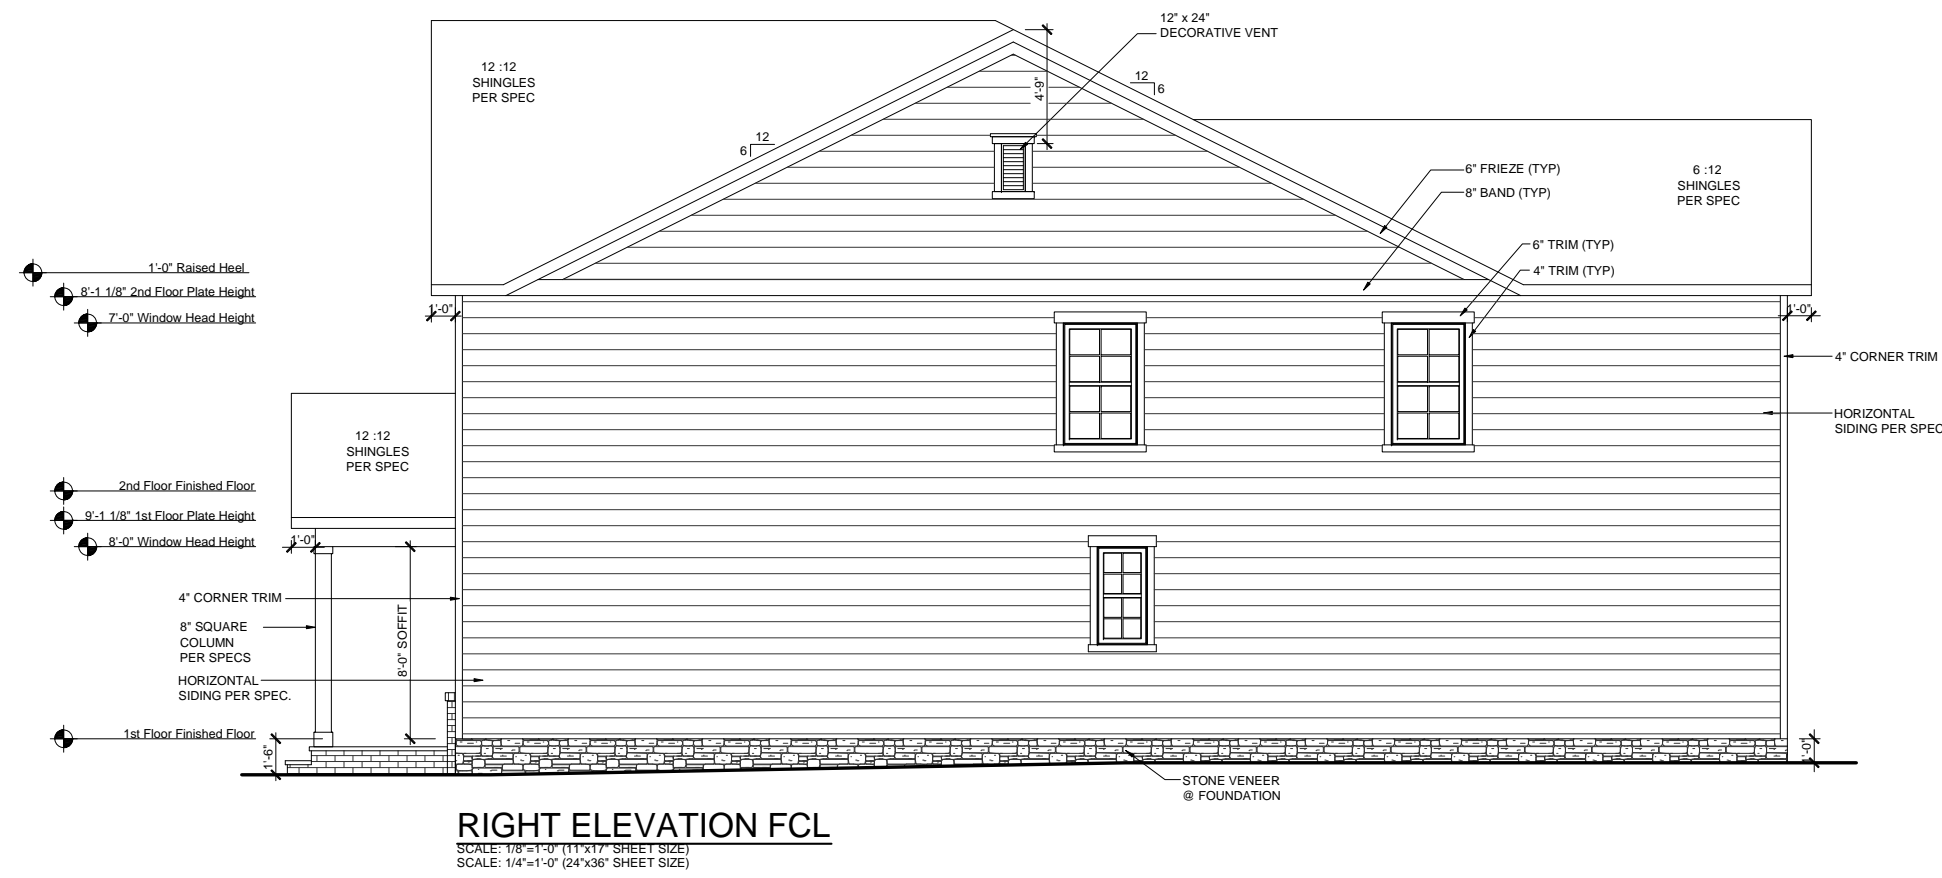 12" x 24"
DECORATIVE VENT
12 :12
SHINGLES
PER SPEC
4'-9"
12
6
12
6
6" FRIEZE (TYP)
8" BAND (TYP)
6 :12
SHINGLES
PER SPEC
6" TRIM (TYP)
4" TRIM (TYP)
1'-0" Raised Heel
8'-1 1/8" 2nd Floor Plate Height
7'-0" Window Head Height
1'-0"
1'-0"
4" CORNER TRIM
HORIZONTAL
SIDING PER SPEC
12 :12
SHINGLES
PER SPEC
2nd Floor Finished Floor
9'-1 1/8" 1st Floor Plate Height
8'-0" Window Head Height
1'-0"
4" CORNER TRIM
8" SQUARE
COLUMN
PER SPECS
8'-0" SOFFIT
HORIZONTAL
SIDING PER SPEC.
1st Floor Finished Floor
1'-6"
1'-0"
STONE VENEER
@ FOUNDATION
RIGHT ELEVATION FCL
SCALE: 1/8"=1'-0" (11"x17" SHEET SIZE)
SCALE: 1/4"=1'-0" (24"x36" SHEET SIZE)